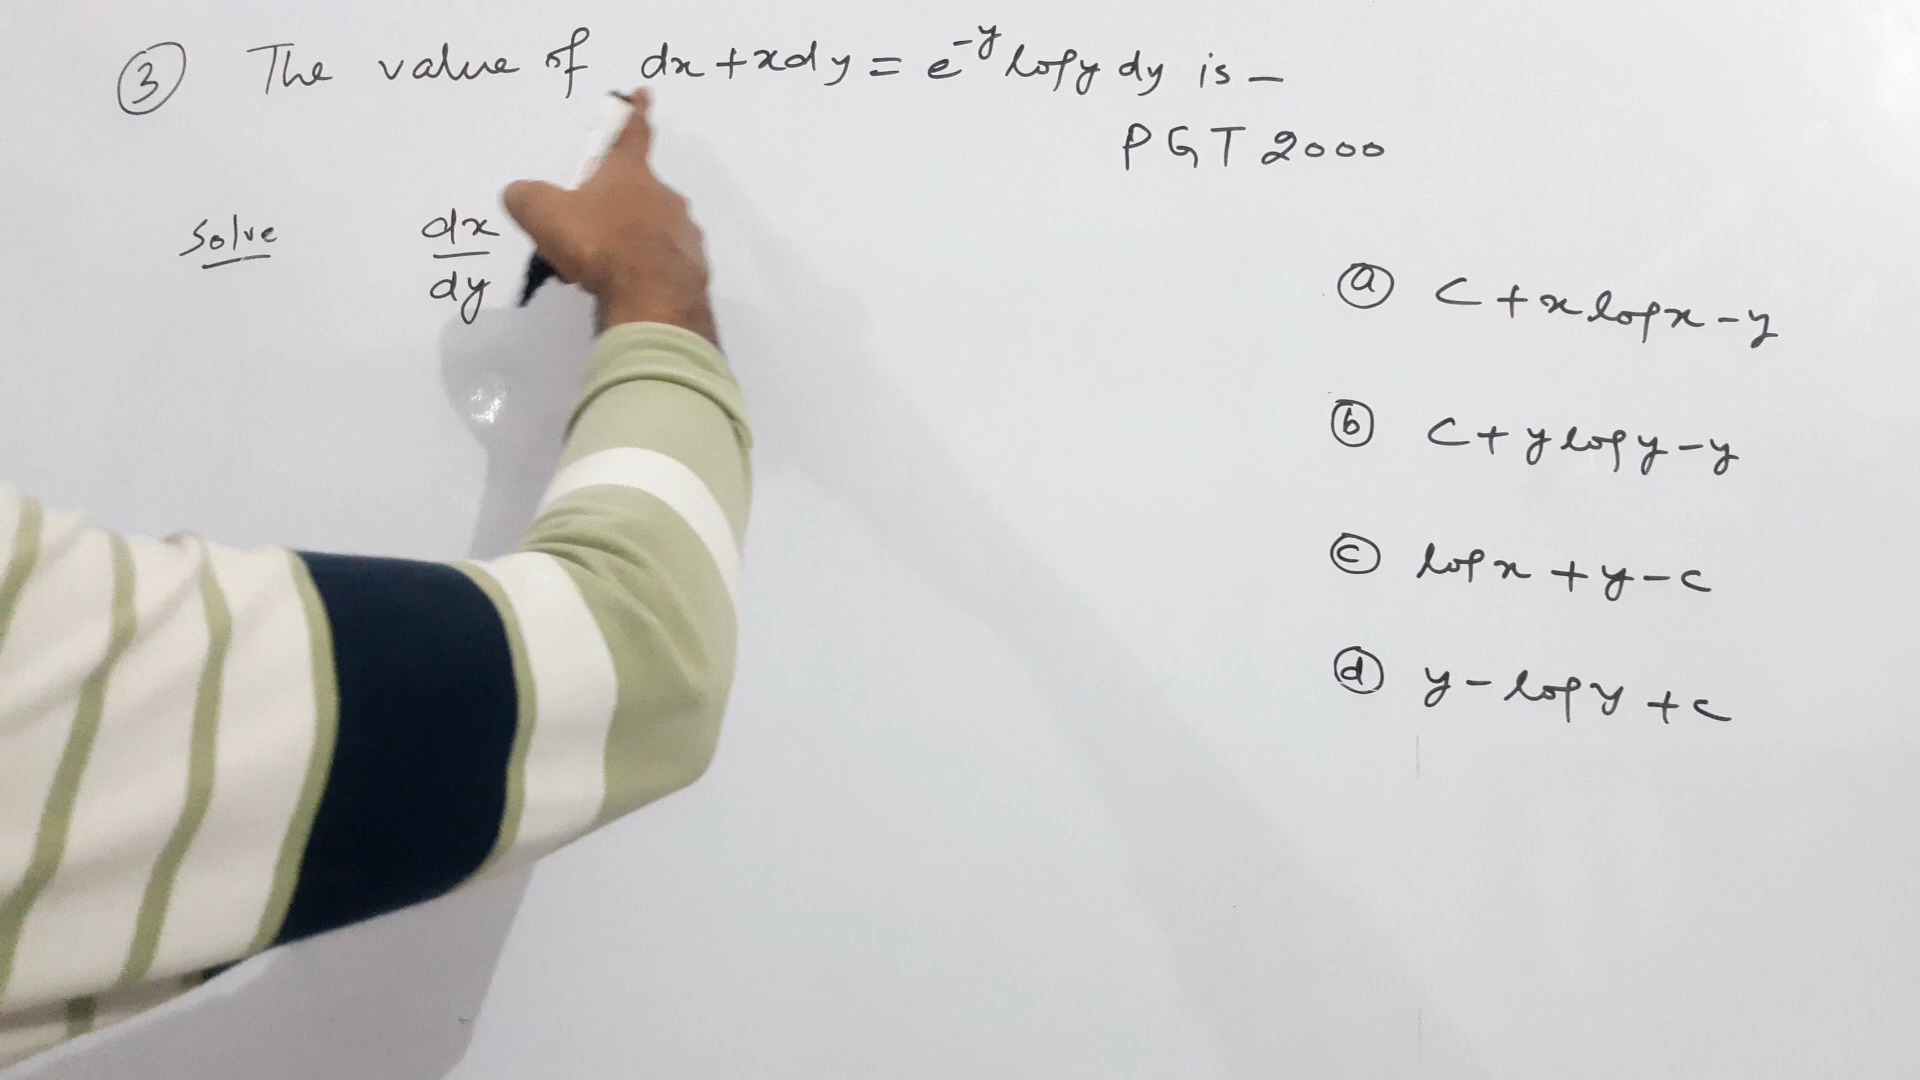 ③ The value of dx + xdy = e^-y logy dy is –
PGT 2000
Solve dx/dy
ⓐ c + x logx - y
ⓑ c + y logy - y
ⓒ logx + y - c
ⓓ y - logy + c